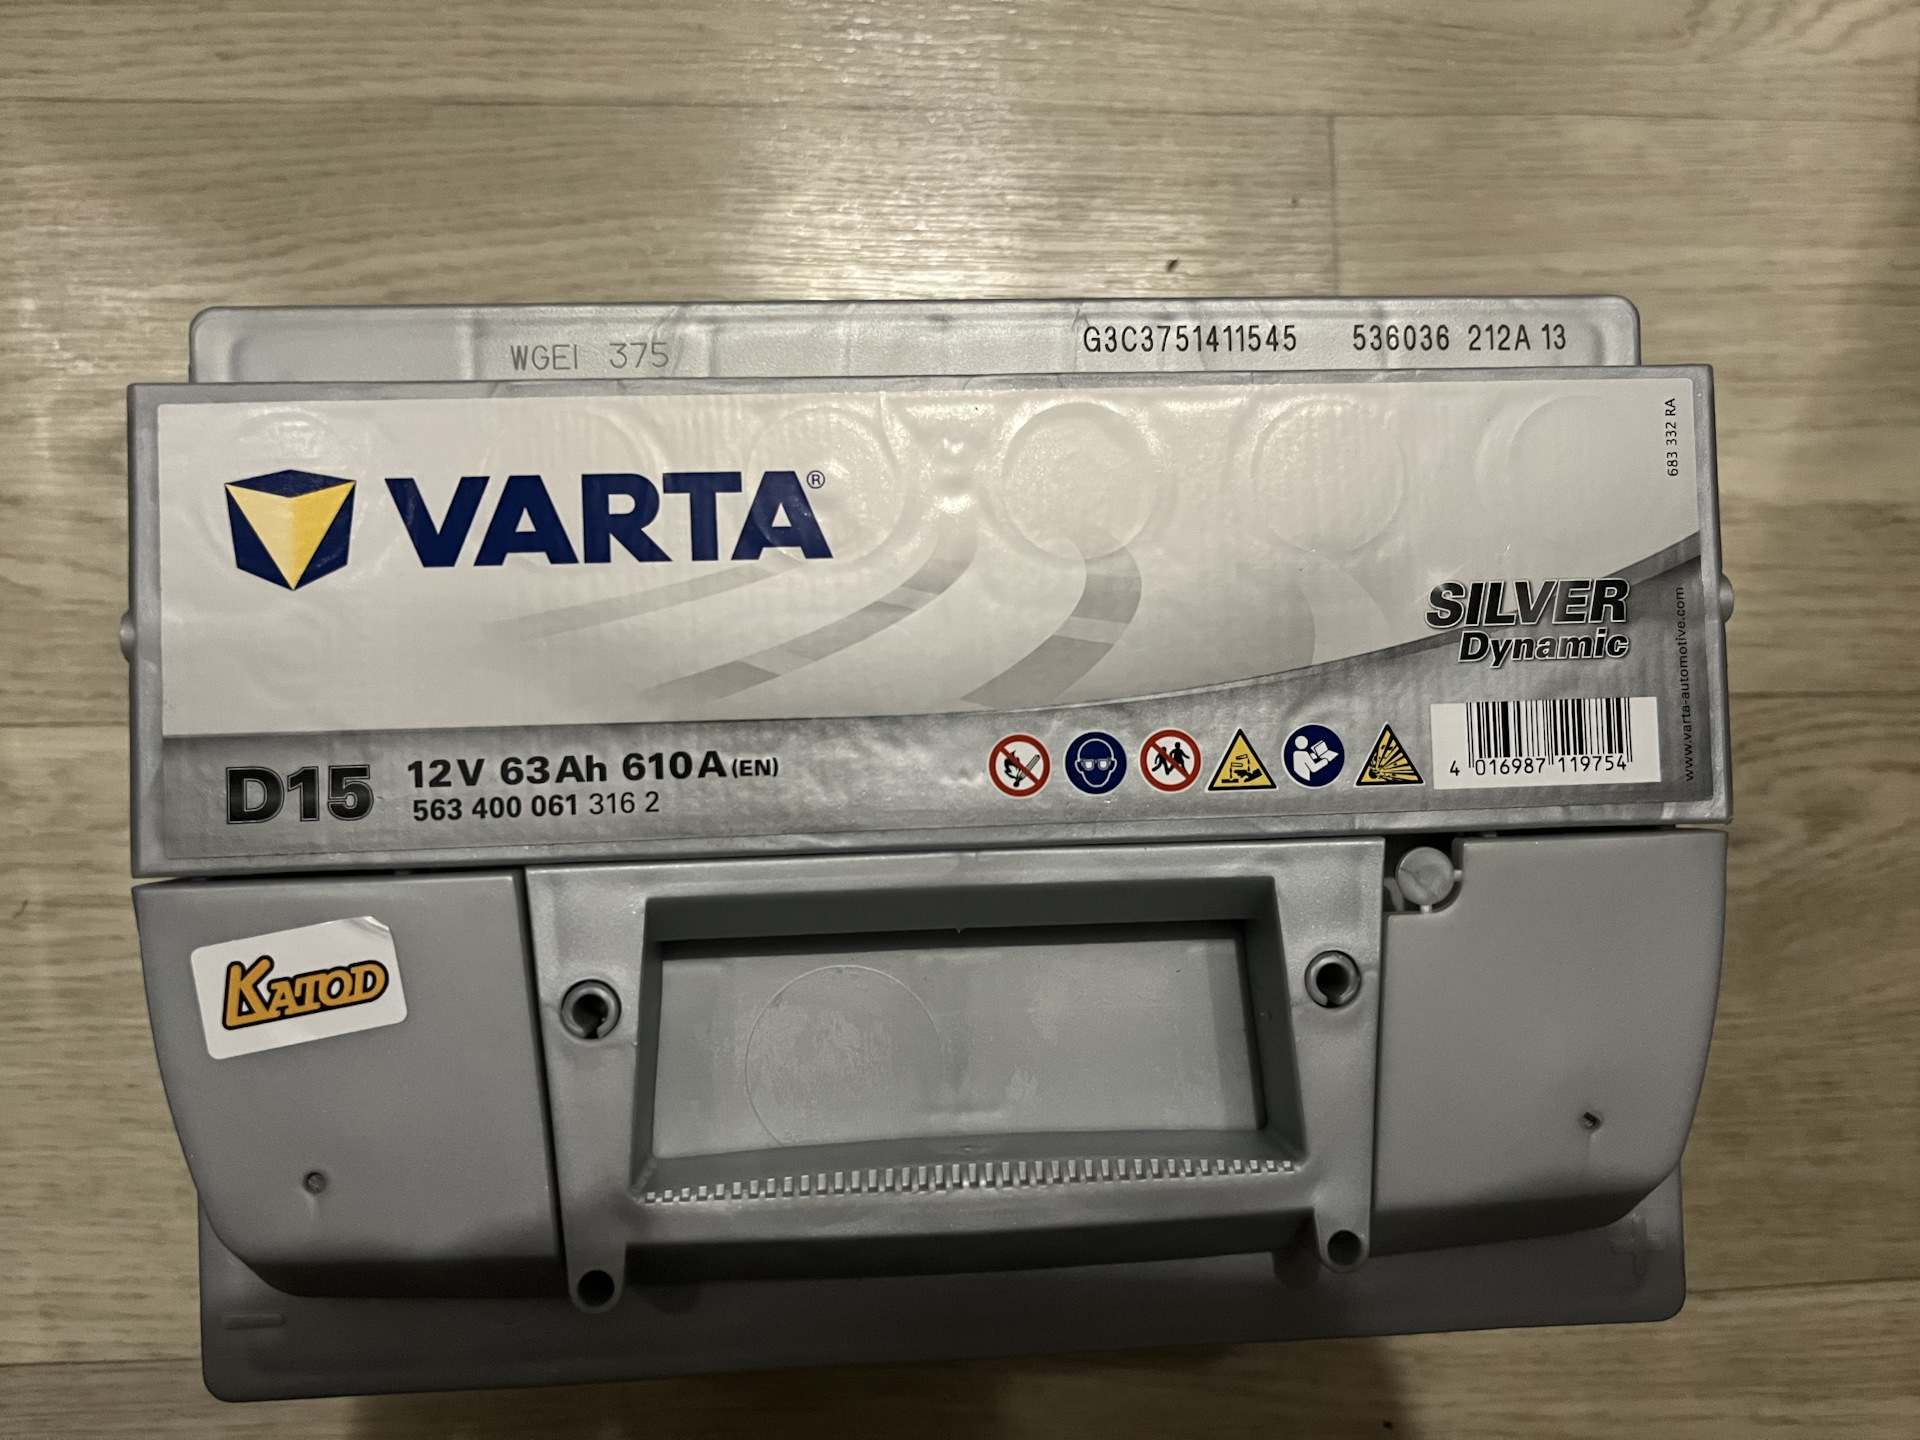 WGEI 375
G3C3751411545 536036 212A 13
683 332 RA
VARTA®
SILVER
Dynamic
www.varta-automotive.com
D15
12V 63Ah 610A (EN)
563 400 061 316 2
4 016987 119754
KATOD